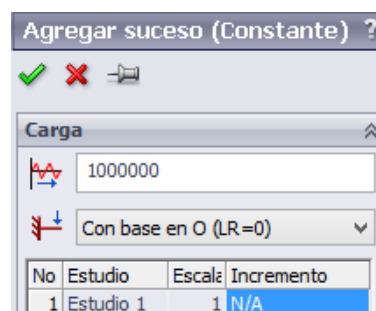 Agregar suceso (Constante) ?
Carga
1000000
Con base en O (LR=0)
No Estudio Escala Incremento
1 Estudio 1 1 N/A